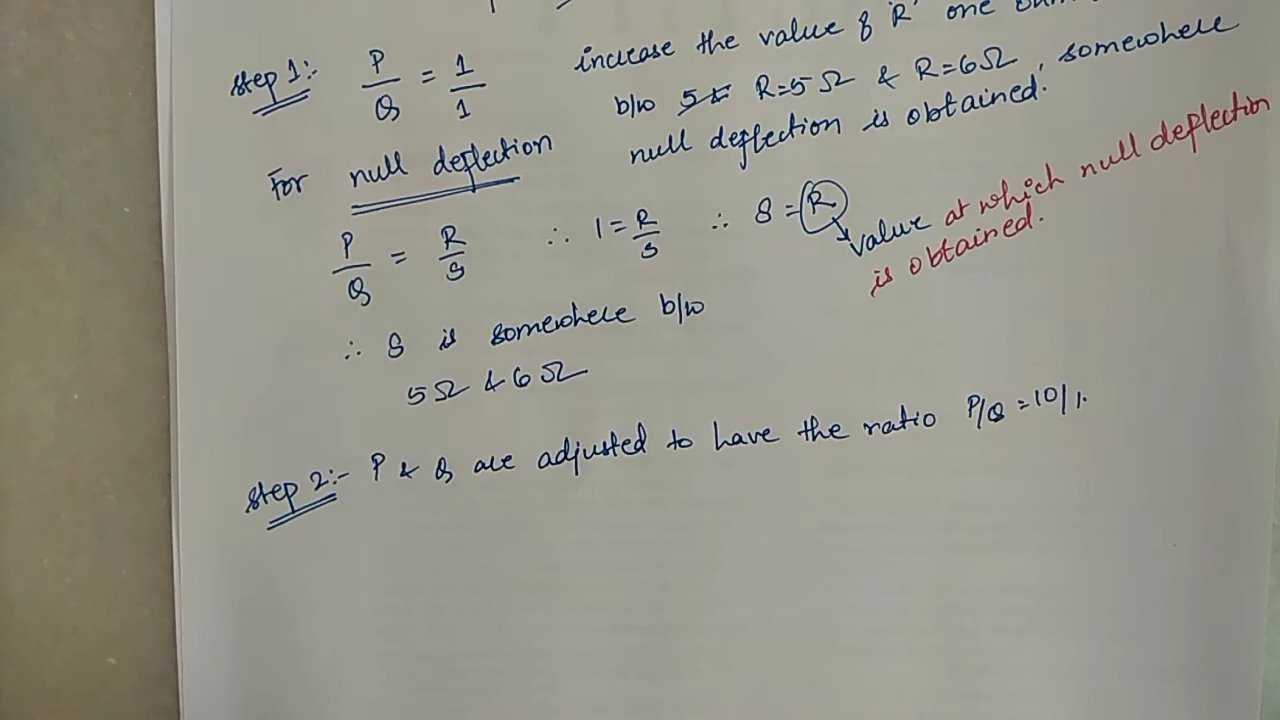 Step 1:- P/Q = 1/1
increase the value of R one
b/w R=5Ω & R=6Ω, somewhere
null deflection is obtained.
For null deflection
P/Q = R/S ∴ 1 = R/S ∴ S = R
value at which null deflection
is obtained.
∴ S is somewhere b/w
5Ω & 6Ω
Step 2:- P & Q are adjusted to have the ratio P/Q = 10/1.